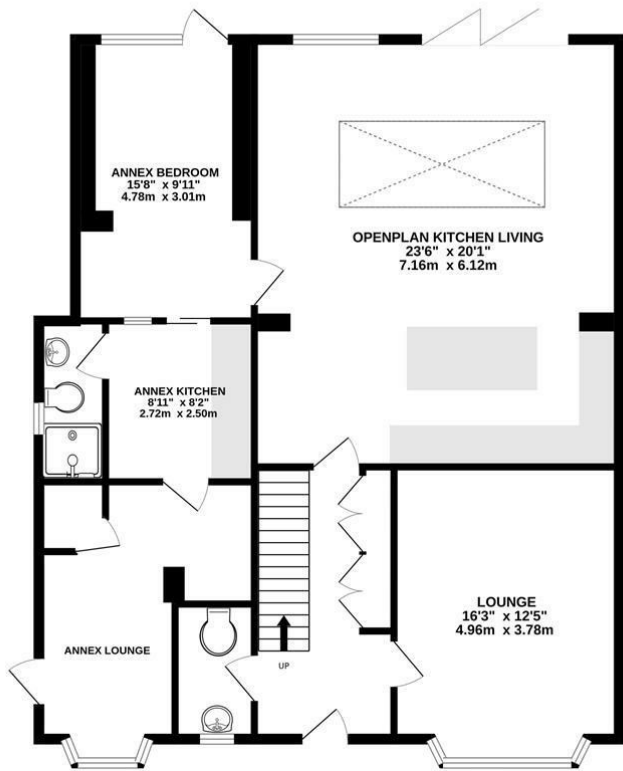 ANNEX BEDROOM
15'8" x 9'11"
4.78m x 3.01m
OPENPLAN KITCHEN LIVING
23'6" x 20'1"
7.16m x 6.12m
ANNEX KITCHEN
8'11" x 8'2"
2.72m x 2.50m
LOUNGE
16'3" x 12'5"
4.96m x 3.78m
ANNEX LOUNGE
UP